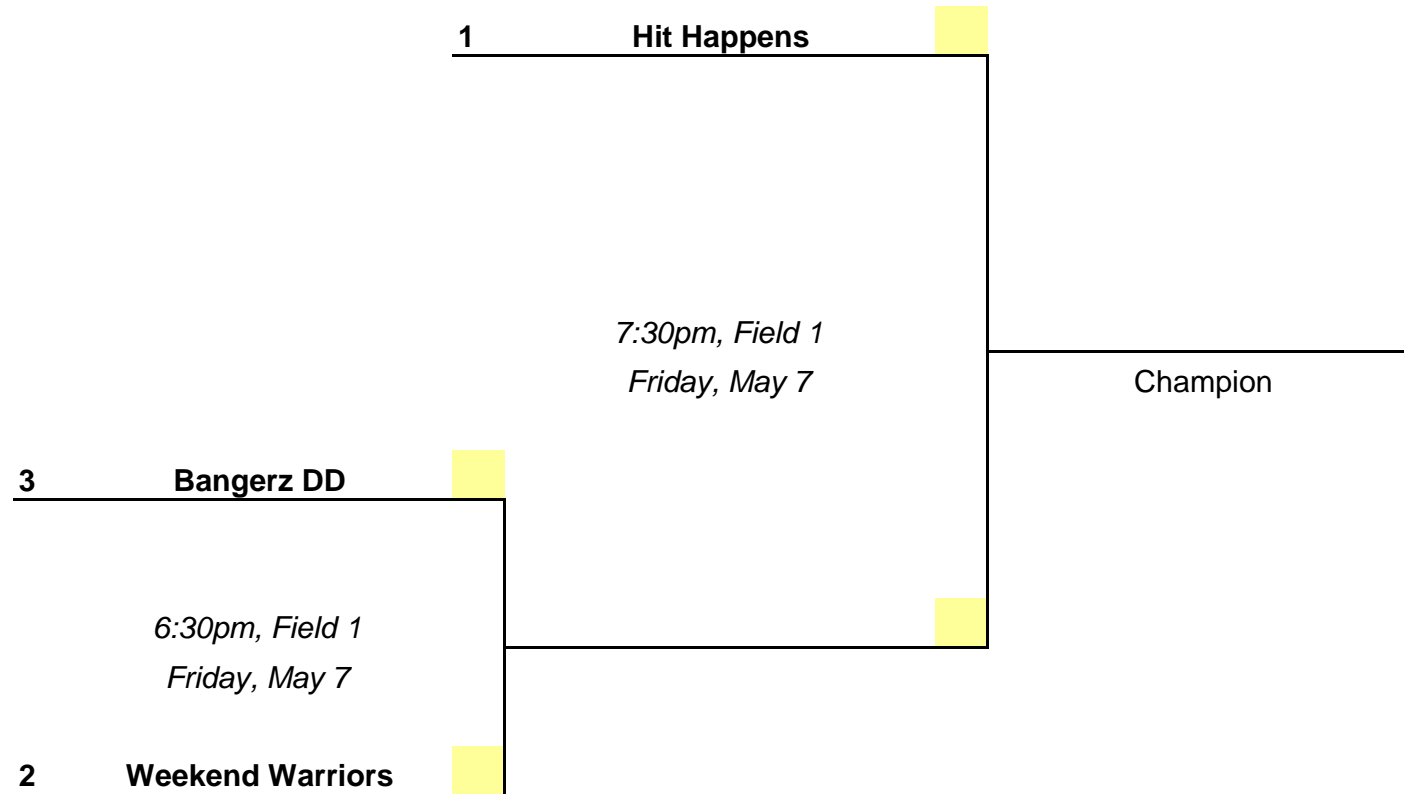 1 Hit Happens
7:30pm, Field 1
Friday, May 7
Champion
3 Bangerz DD
6:30pm, Field 1
Friday, May 7
2 Weekend Warriors